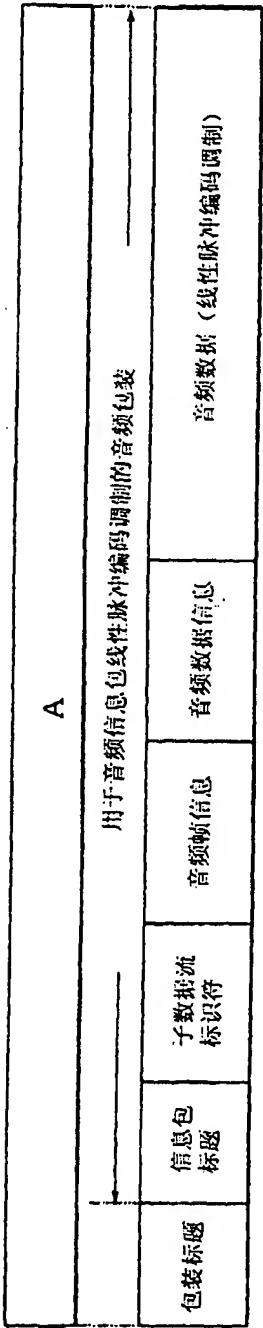 A
用于音频信息包线性脉冲编码调制的音频包装
包装标题
信息包
标题
子数据流
标识符
音频帧信息
音频数据信息
音频数据（线性脉冲编码调制）